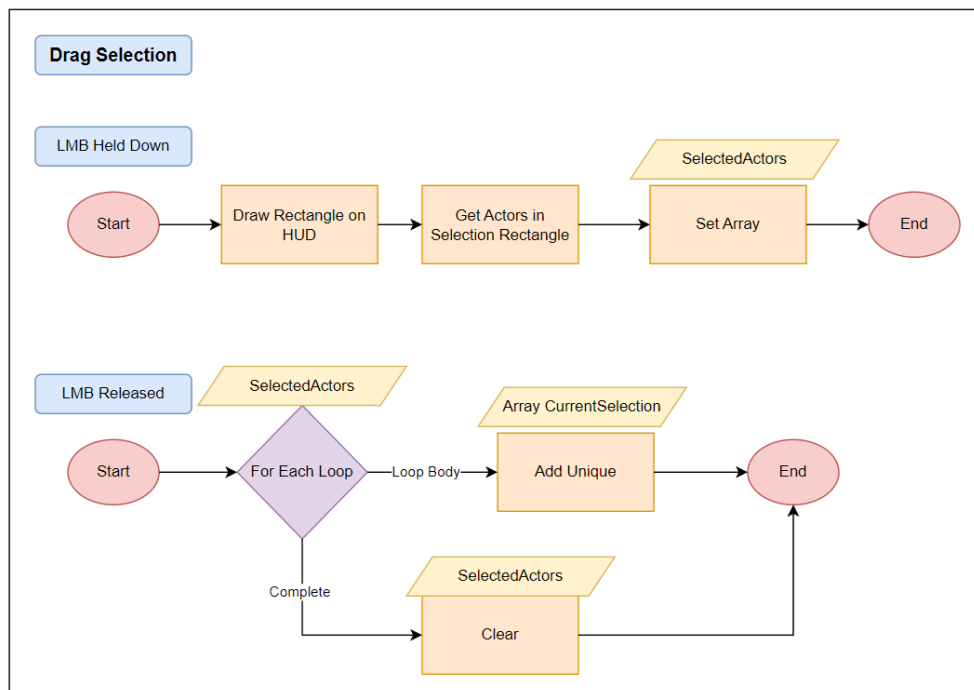 Drag Selection
LMB Held Down
SelectedActors
Start
Draw Rectangle on
HUD
Get Actors in
Selection Rectangle
Set Array
End
LMB Released
SelectedActors
Array CurrentSelection
Start
For Each Loop
Loop Body
Add Unique
End
Complete
SelectedActors
Clear